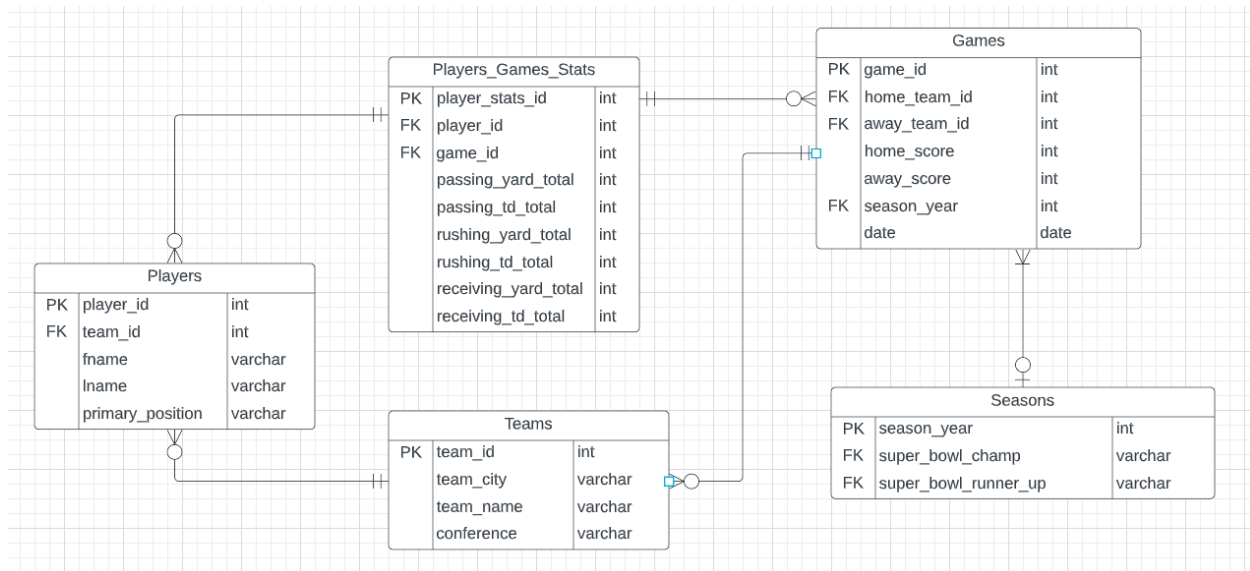 Games
PK game_id int
FK home_team_id int
FK away_team_id int
home_score int
away_score int
FK season_year int
date date
Players_Games_Stats
PK player_stats_id int
FK player_id int
FK game_id int
passing_yard_total int
passing_td_total int
rushing_yard_total int
rushing_td_total int
receiving_yard_total int
receiving_td_total int
Players
PK player_id int
FK team_id int
fname varchar
lname varchar
primary_position varchar
Teams
PK team_id int
team_city varchar
team_name varchar
conference varchar
Seasons
PK season_year int
FK super_bowl_champ varchar
FK super_bowl_runner_up varchar